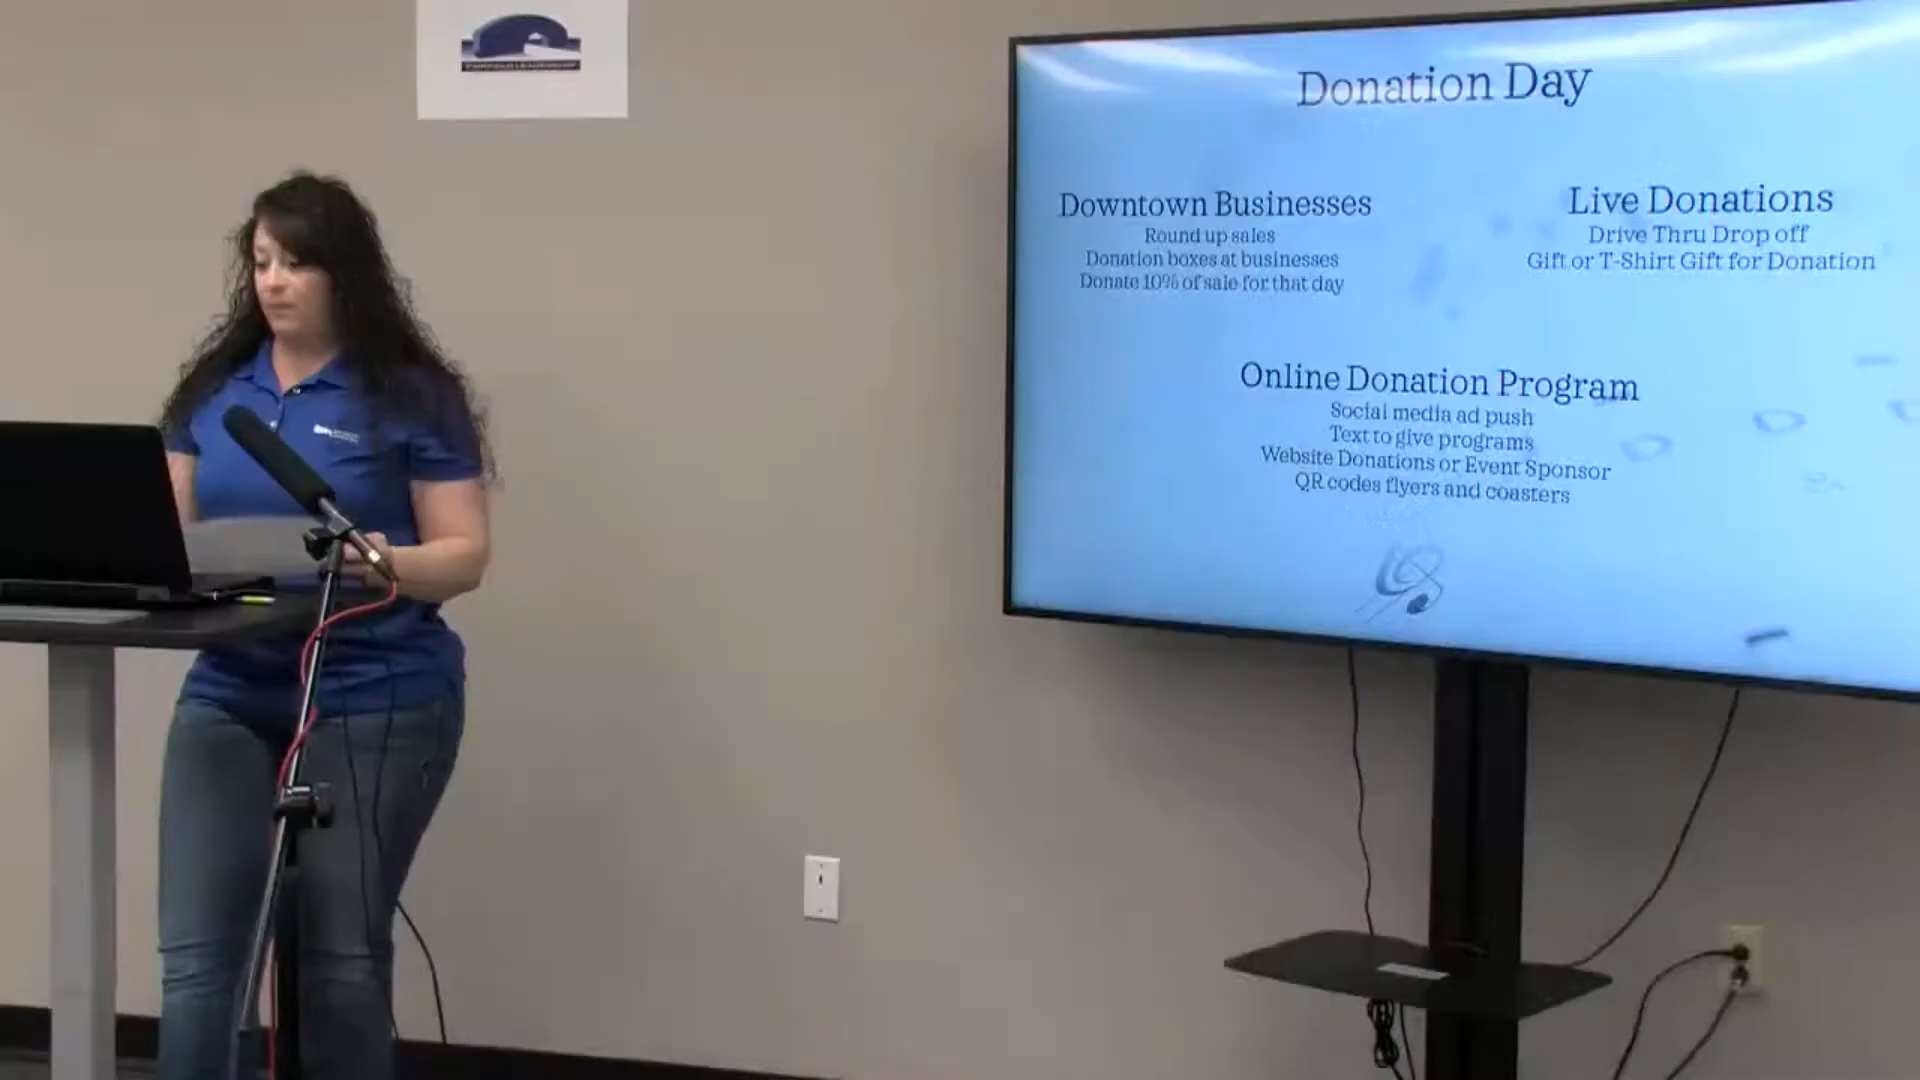 Donation Day
Downtown Businesses
Round up sales
Donation boxes at businesses
Donate 10% of sale for that day
Live Donations
Drive Thru Drop off
Gift or T-Shirt Gift for Donation
Online Donation Program
Social media ad push
Text to give programs
Website Donations or Event Sponsor
QR codes flyers and coasters